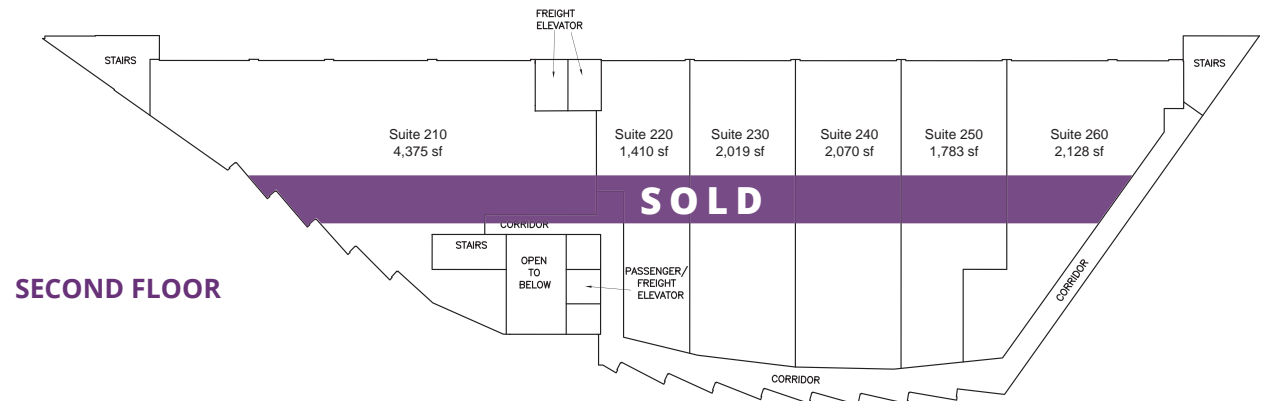 FREIGHT
ELEVATOR
STAIRS
STAIRS
Suite 210
4,375 sf
Suite 220
1,410 sf
Suite 230
2,019 sf
Suite 240
2,070 sf
Suite 250
1,783 sf
Suite 260
2,128 sf
SOLD
CORRIDOR
STAIRS
OPEN
TO
BELOW
PASSENGER/
FREIGHT
ELEVATOR
CORRIDOR
SECOND FLOOR
CORRIDOR